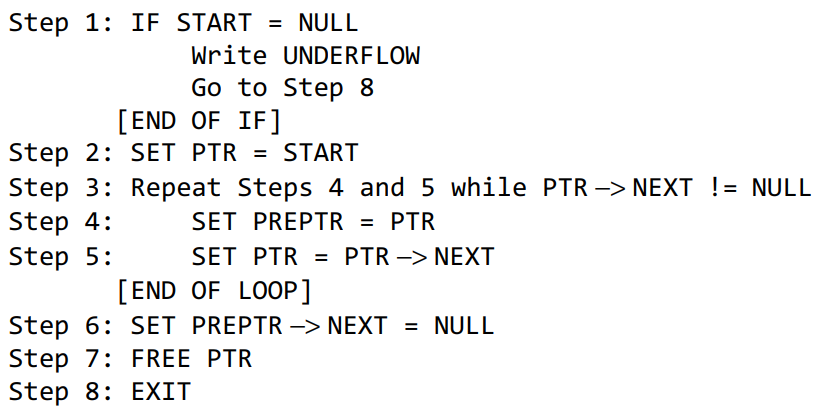 Step 1: IF START = NULL
Write UNDERFLOW
Go to Step 8
[END OF IF]
Step 2: SET PTR = START
Step 3: Repeat Steps 4 and 5 while PTR —> NEXT != NULL
Step 4: SET PREPTR = PTR
Step 5: SET PTR = PTR —> NEXT
[END OF LOOP]
Step 6: SET PREPTR —> NEXT = NULL
Step 7: FREE PTR
Step 8: EXIT